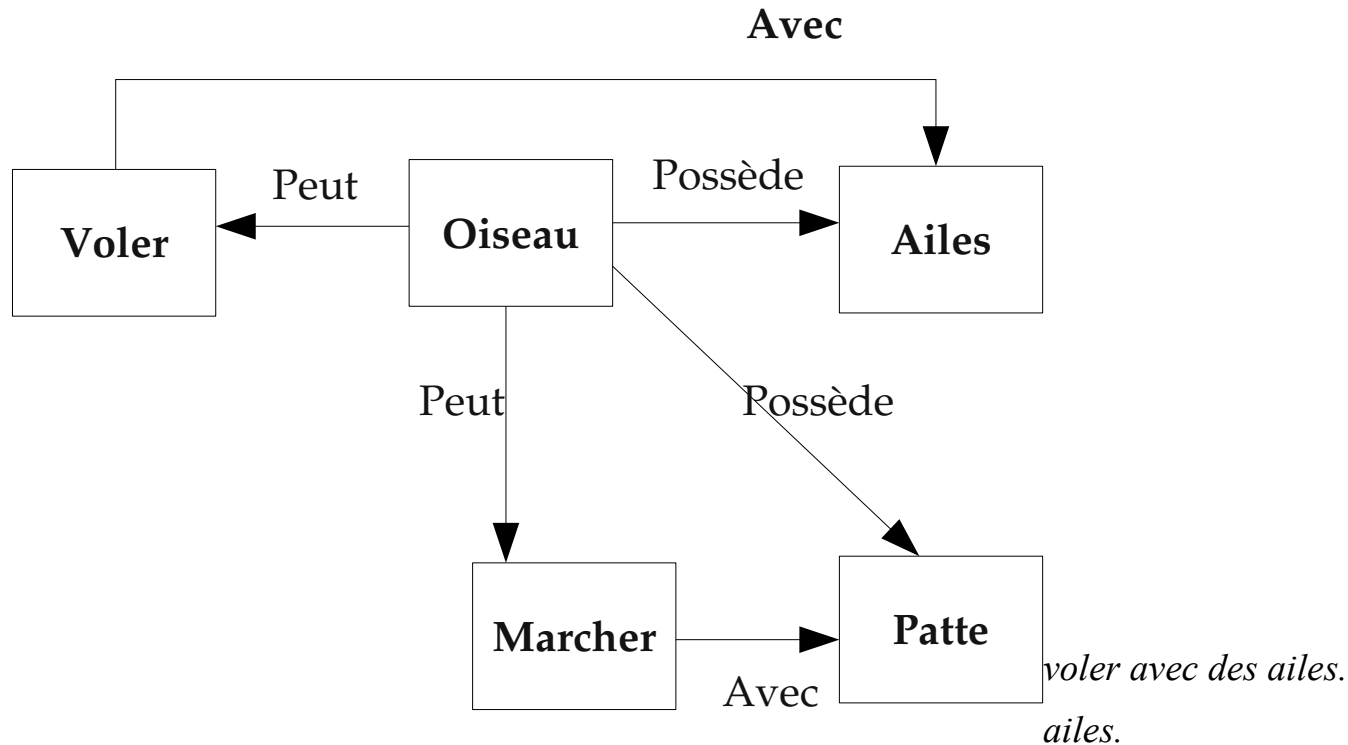 Avec
Peut
Possède
Voler
Oiseau
Ailes
Peut
Possède
Marcher
Patte
Avec
voler avec des ailes.
ailes.